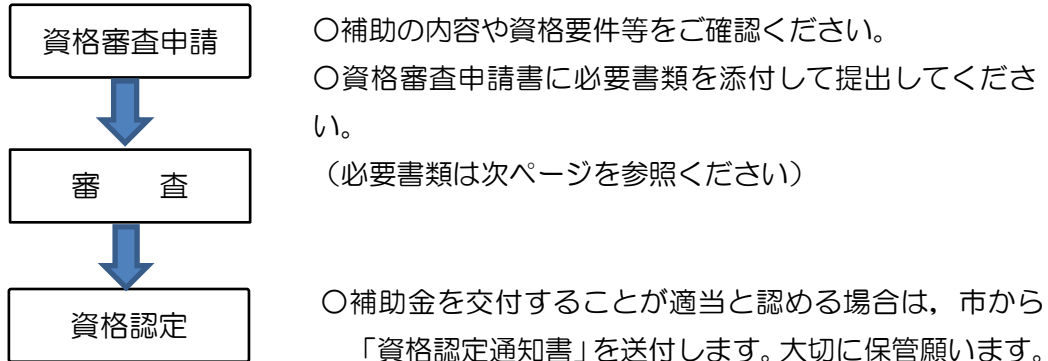 資格審査申請
〇補助の内容や資格要件等をご確認ください。
〇資格審査申請書に必要書類を添付して提出してくださ
い。
（必要書類は次ページを参照ください）
審　　査
資格認定
〇補助金を交付することが適当と認める場合は，市から
「資格認定通知書」を送付します。大切に保管願います。